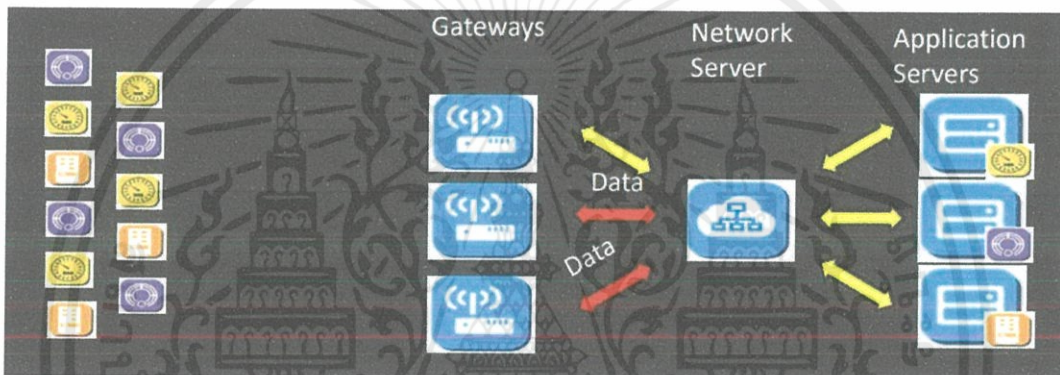 Gateways
Network
Server
Application
Servers
Data
Data